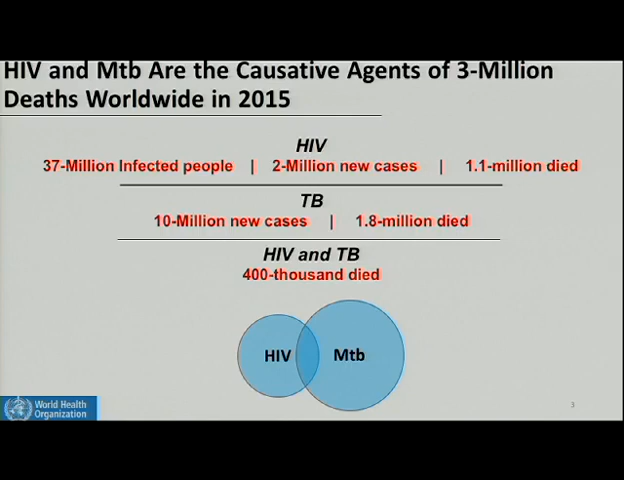 HIV and Mtb Are the Causative Agents of 3-Million
Deaths Worldwide in 2015
HIV
37-Million Infected people | 2-Million new cases | 1.1-million died
TB
10-Million new cases | 1.8-million died
HIV and TB
400-thousand died
HIV Mtb
World Health
Organization
3